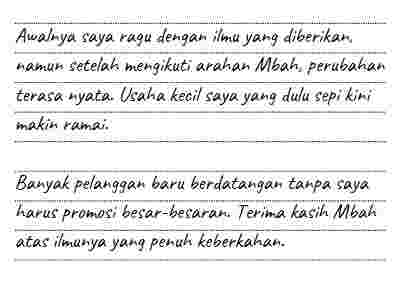 Awalnya saya ragu dengan ilmu yang diberikan,
namun setelah mengikuti arahan Mbah, perubahan
terasa nyata. Usaha kecil saya yang dulu sepi kini
makin ramai.
Banyak pelanggan baru berdatangan tanpa saya
harus promosi besar-besaran. Terima kasih Mbah
atas ilmunya yang penuh keberkahan.